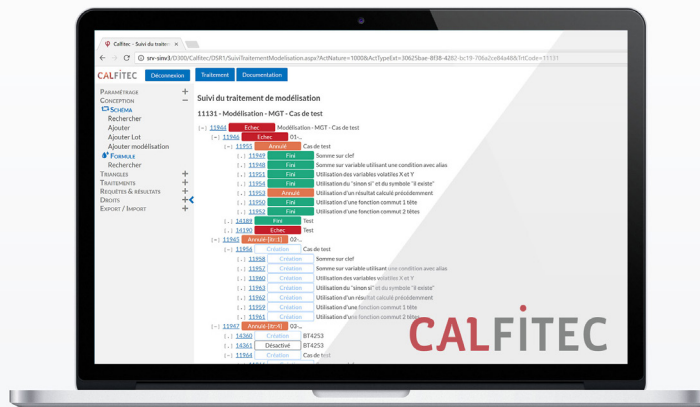 Calfitec - Suivi du traitem
srv-sinv3/D300/Calfitec/DSR1/SuiviTraitementModelisation.aspx?ActNature=1000&ActTypeExt=30625bae-8f38-4282-bc19-70ba2ce84a48&TrtCode=11131
CALFITEC Déconnexion Traitement Documentation
PARAMÉTRAGE +
CONCEPTION −
SCHÉMA
Rechercher
Ajouter
Ajouter Lot
Ajouter modélisation
FORMULE
Rechercher
TRIANGLES +
TRAITEMENTS +
REQUÊTES & RÉSULTATS +
DROITS +
EXPORT / IMPORT +
Suivi du traitement de modélisation
11131 - Modélisation - MGT - Cas de test
[-] 11944 Echec Modélisation - MGT - Cas de test
[-] 11946 Echec 01-..
[-] 11955 Annulé Cas de test
[..] 11949 Fini Somme sur clef
[..] 11948 Fini Somme sur variable utilisant une condition avec alias
[..] 11951 Fini Utilisation des variables volatiles X et Y
[..] 11954 Fini Utilisation du "sinon si" et du symbole "il existe"
[..] 11953 Annulé Utilisation d'un résultat calculé précédemment
[..] 11950 Fini Utilisation d'une fonction commut 1 tête
[..] 11952 Fini Utilisation d'une fonction commut 2 têtes
[..] 14189 Fini Test
[..] 14190 Echec Test
[-] 11965 Annulé-[itr:1] 02-..
[-] 11956 Création Cas de test
[..] 11958 Création Somme sur clef
[..] 11957 Création Somme sur variable utilisant une condition avec alias
[..] 11960 Création Utilisation des variables volatiles X et Y
[..] 11963 Création Utilisation du "sinon si" et du symbole "il existe"
[..] 11962 Création Utilisation d'un résultat calculé précédemment
[..] 11959 Création Utilisation d'une fonction commut 1 tête
[..] 11961 Création Utilisation d'une fonction commut 2 têtes
[-] 11947 Annulé-[itr:4] 03-..
[..] 14360 Création BT4253
[..] 14361 Désactivé BT4253
[-] 11964 Création Cas de test
CALFITEC